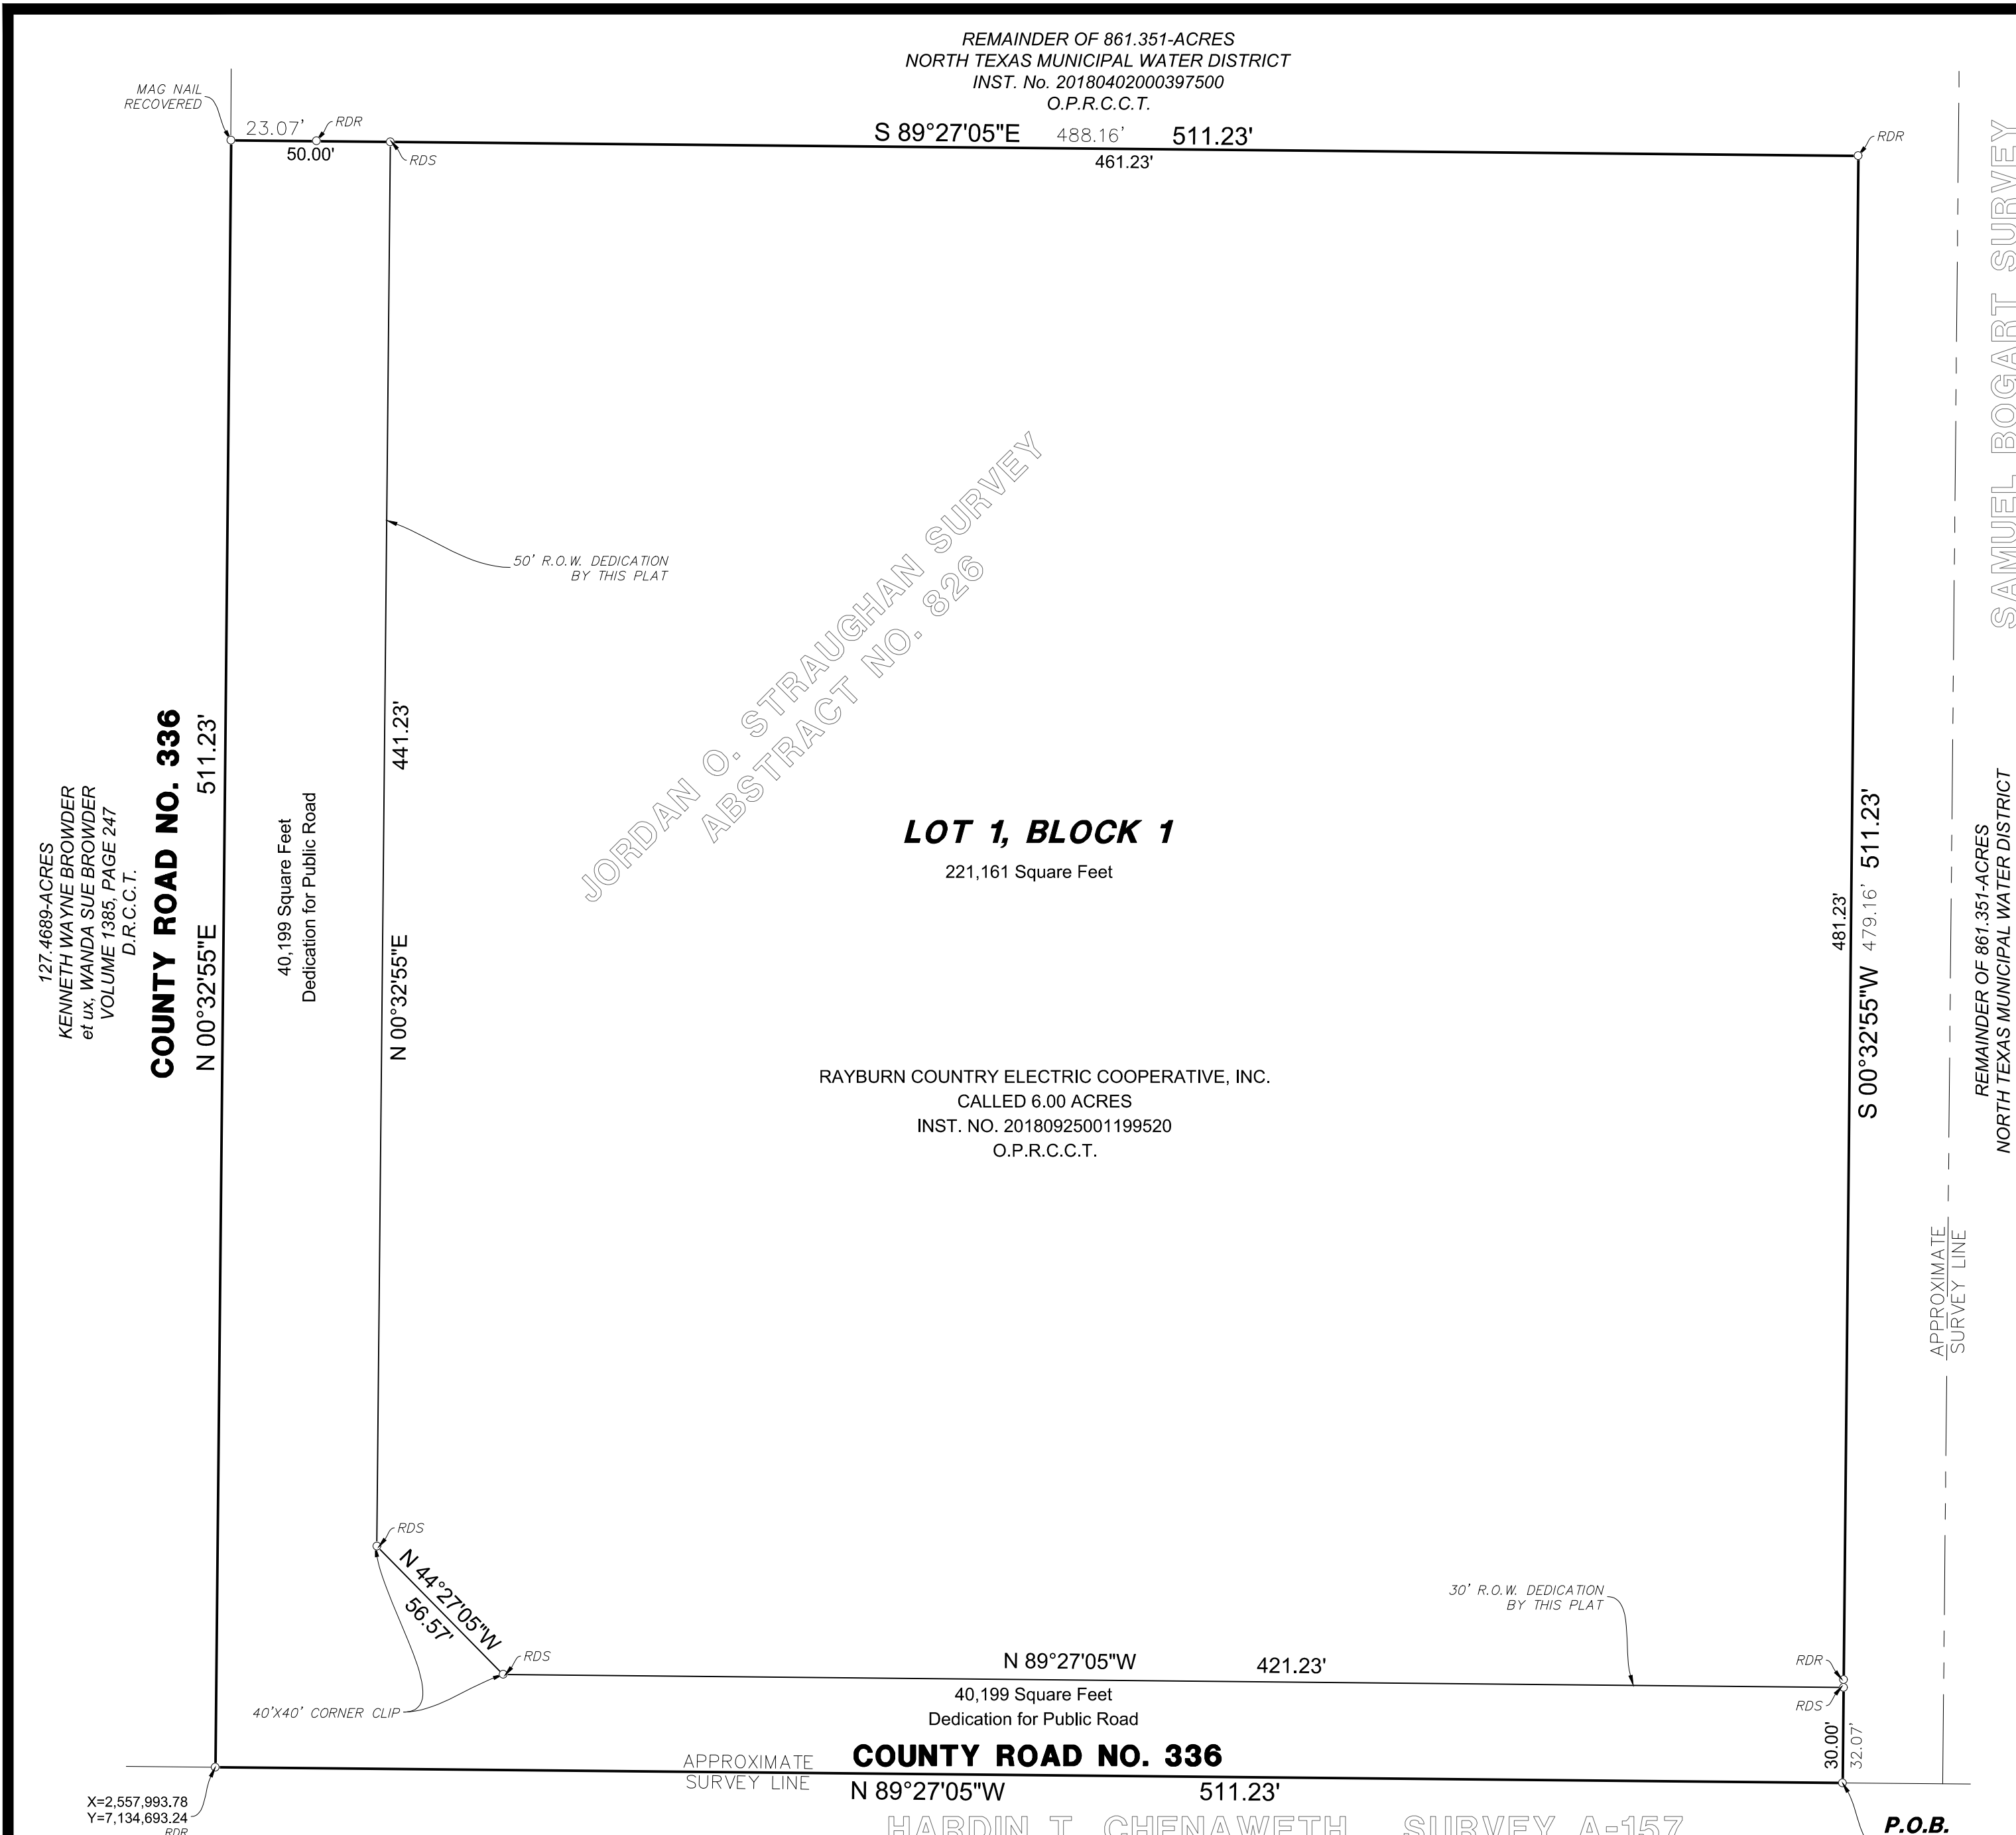 REMAINDER OF 861.351-ACRES
NORTH TEXAS MUNICIPAL WATER DISTRICT
INST. No. 20180402000397500
O.P.R.C.C.T.
MAG NAIL
RECOVERED
23.07'
RDR
50.00'
RDS
S 89°27'05"E 488.16' 511.23'
461.23'
RDR
SAMUEL BOGART SURVEY
50' R.O.W. DEDICATION
BY THIS PLAT
JORDAN O. STRAUGHAN SURVEY
ABSTRACT NO. 826
127.4689-ACRES
KENNETH WAYNE BROWDER
et ux, WANDA SUE BROWDER
VOLUME 1385, PAGE 247
D.R.C.C.T.
COUNTY ROAD NO. 336
N 00°32'55"E 511.23'
40,199 Square Feet
Dedication for Public Road
N 00°32'55"E 441.23'
LOT 1, BLOCK 1
221,161 Square Feet
RAYBURN COUNTRY ELECTRIC COOPERATIVE, INC.
CALLED 6.00 ACRES
INST. NO. 20180925001199520
O.P.R.C.C.T.
481.23'
S 00°32'55"W 479.16' 511.23'
REMAINDER OF 861.351-ACRES
NORTH TEXAS MUNICIPAL WATER DISTRICT
APPROXIMATE
SURVEY LINE
RDS
N 44°27'05"W
56.57'
RDS
40'X40' CORNER CLIP
30' R.O.W. DEDICATION
BY THIS PLAT
N 89°27'05"W 421.23'
40,199 Square Feet
Dedication for Public Road
RDR
RDS
30.00'
32.07'
APPROXIMATE
SURVEY LINE
COUNTY ROAD NO. 336
N 89°27'05"W 511.23'
X=2,557,993.78
Y=7,134,693.24
RDR
HARDIN T. CHENAWETH SURVEY A-157
P.O.B.